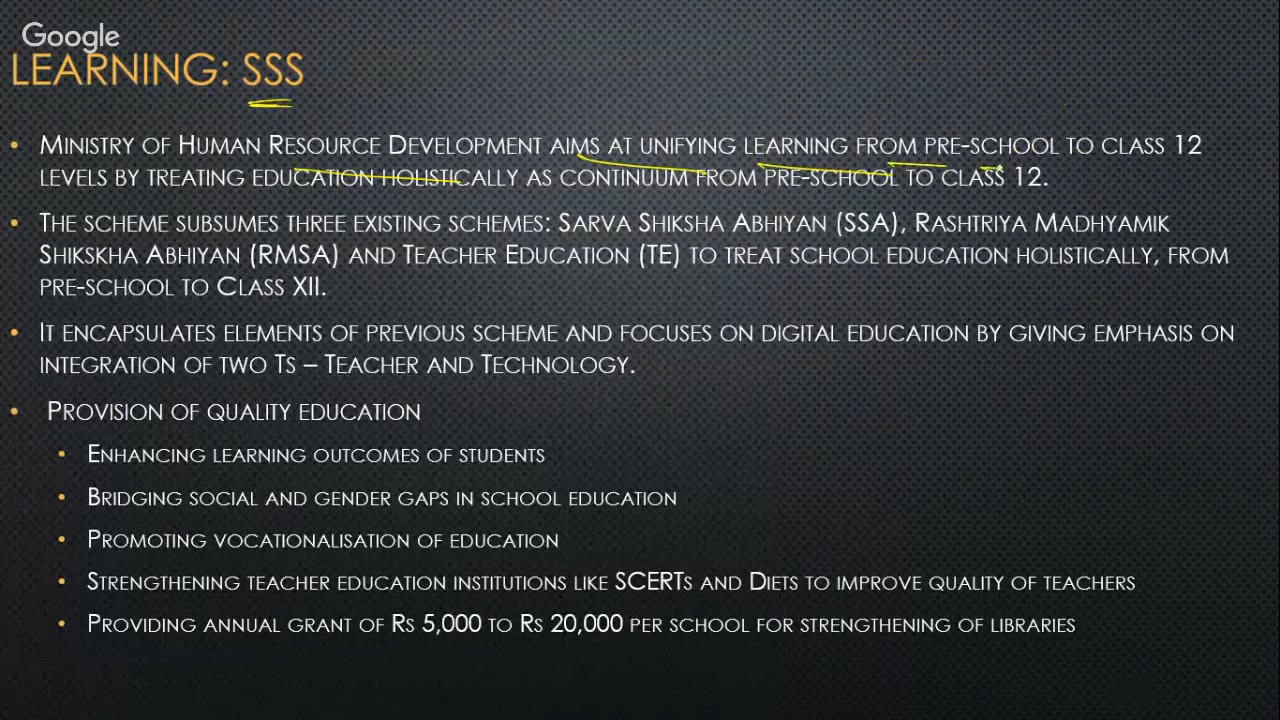 Google
LEARNING: SSS
• MINISTRY OF HUMAN RESOURCE DEVELOPMENT AIMS AT UNIFYING LEARNING FROM PRE-SCHOOL TO CLASS 12
LEVELS BY TREATING EDUCATION HOLISTICALLY AS CONTINUUM FROM PRE-SCHOOL TO CLASS 12.
• THE SCHEME SUBSUMES THREE EXISTING SCHEMES: SARVA SHIKSHA ABHIYAN (SSA), RASHTRIYA MADHYAMIK
SHIKSKHA ABHIYAN (RMSA) AND TEACHER EDUCATION (TE) TO TREAT SCHOOL EDUCATION HOLISTICALLY, FROM
PRE-SCHOOL TO CLASS XII.
• IT ENCAPSULATES ELEMENTS OF PREVIOUS SCHEME AND FOCUSES ON DIGITAL EDUCATION BY GIVING EMPHASIS ON
INTEGRATION OF TWO TS – TEACHER AND TECHNOLOGY.
• PROVISION OF QUALITY EDUCATION
• ENHANCING LEARNING OUTCOMES OF STUDENTS
• BRIDGING SOCIAL AND GENDER GAPS IN SCHOOL EDUCATION
• PROMOTING VOCATIONALISATION OF EDUCATION
• STRENGTHENING TEACHER EDUCATION INSTITUTIONS LIKE SCERTS AND DIETS TO IMPROVE QUALITY OF TEACHERS
• PROVIDING ANNUAL GRANT OF RS 5,000 TO RS 20,000 PER SCHOOL FOR STRENGTHENING OF LIBRARIES